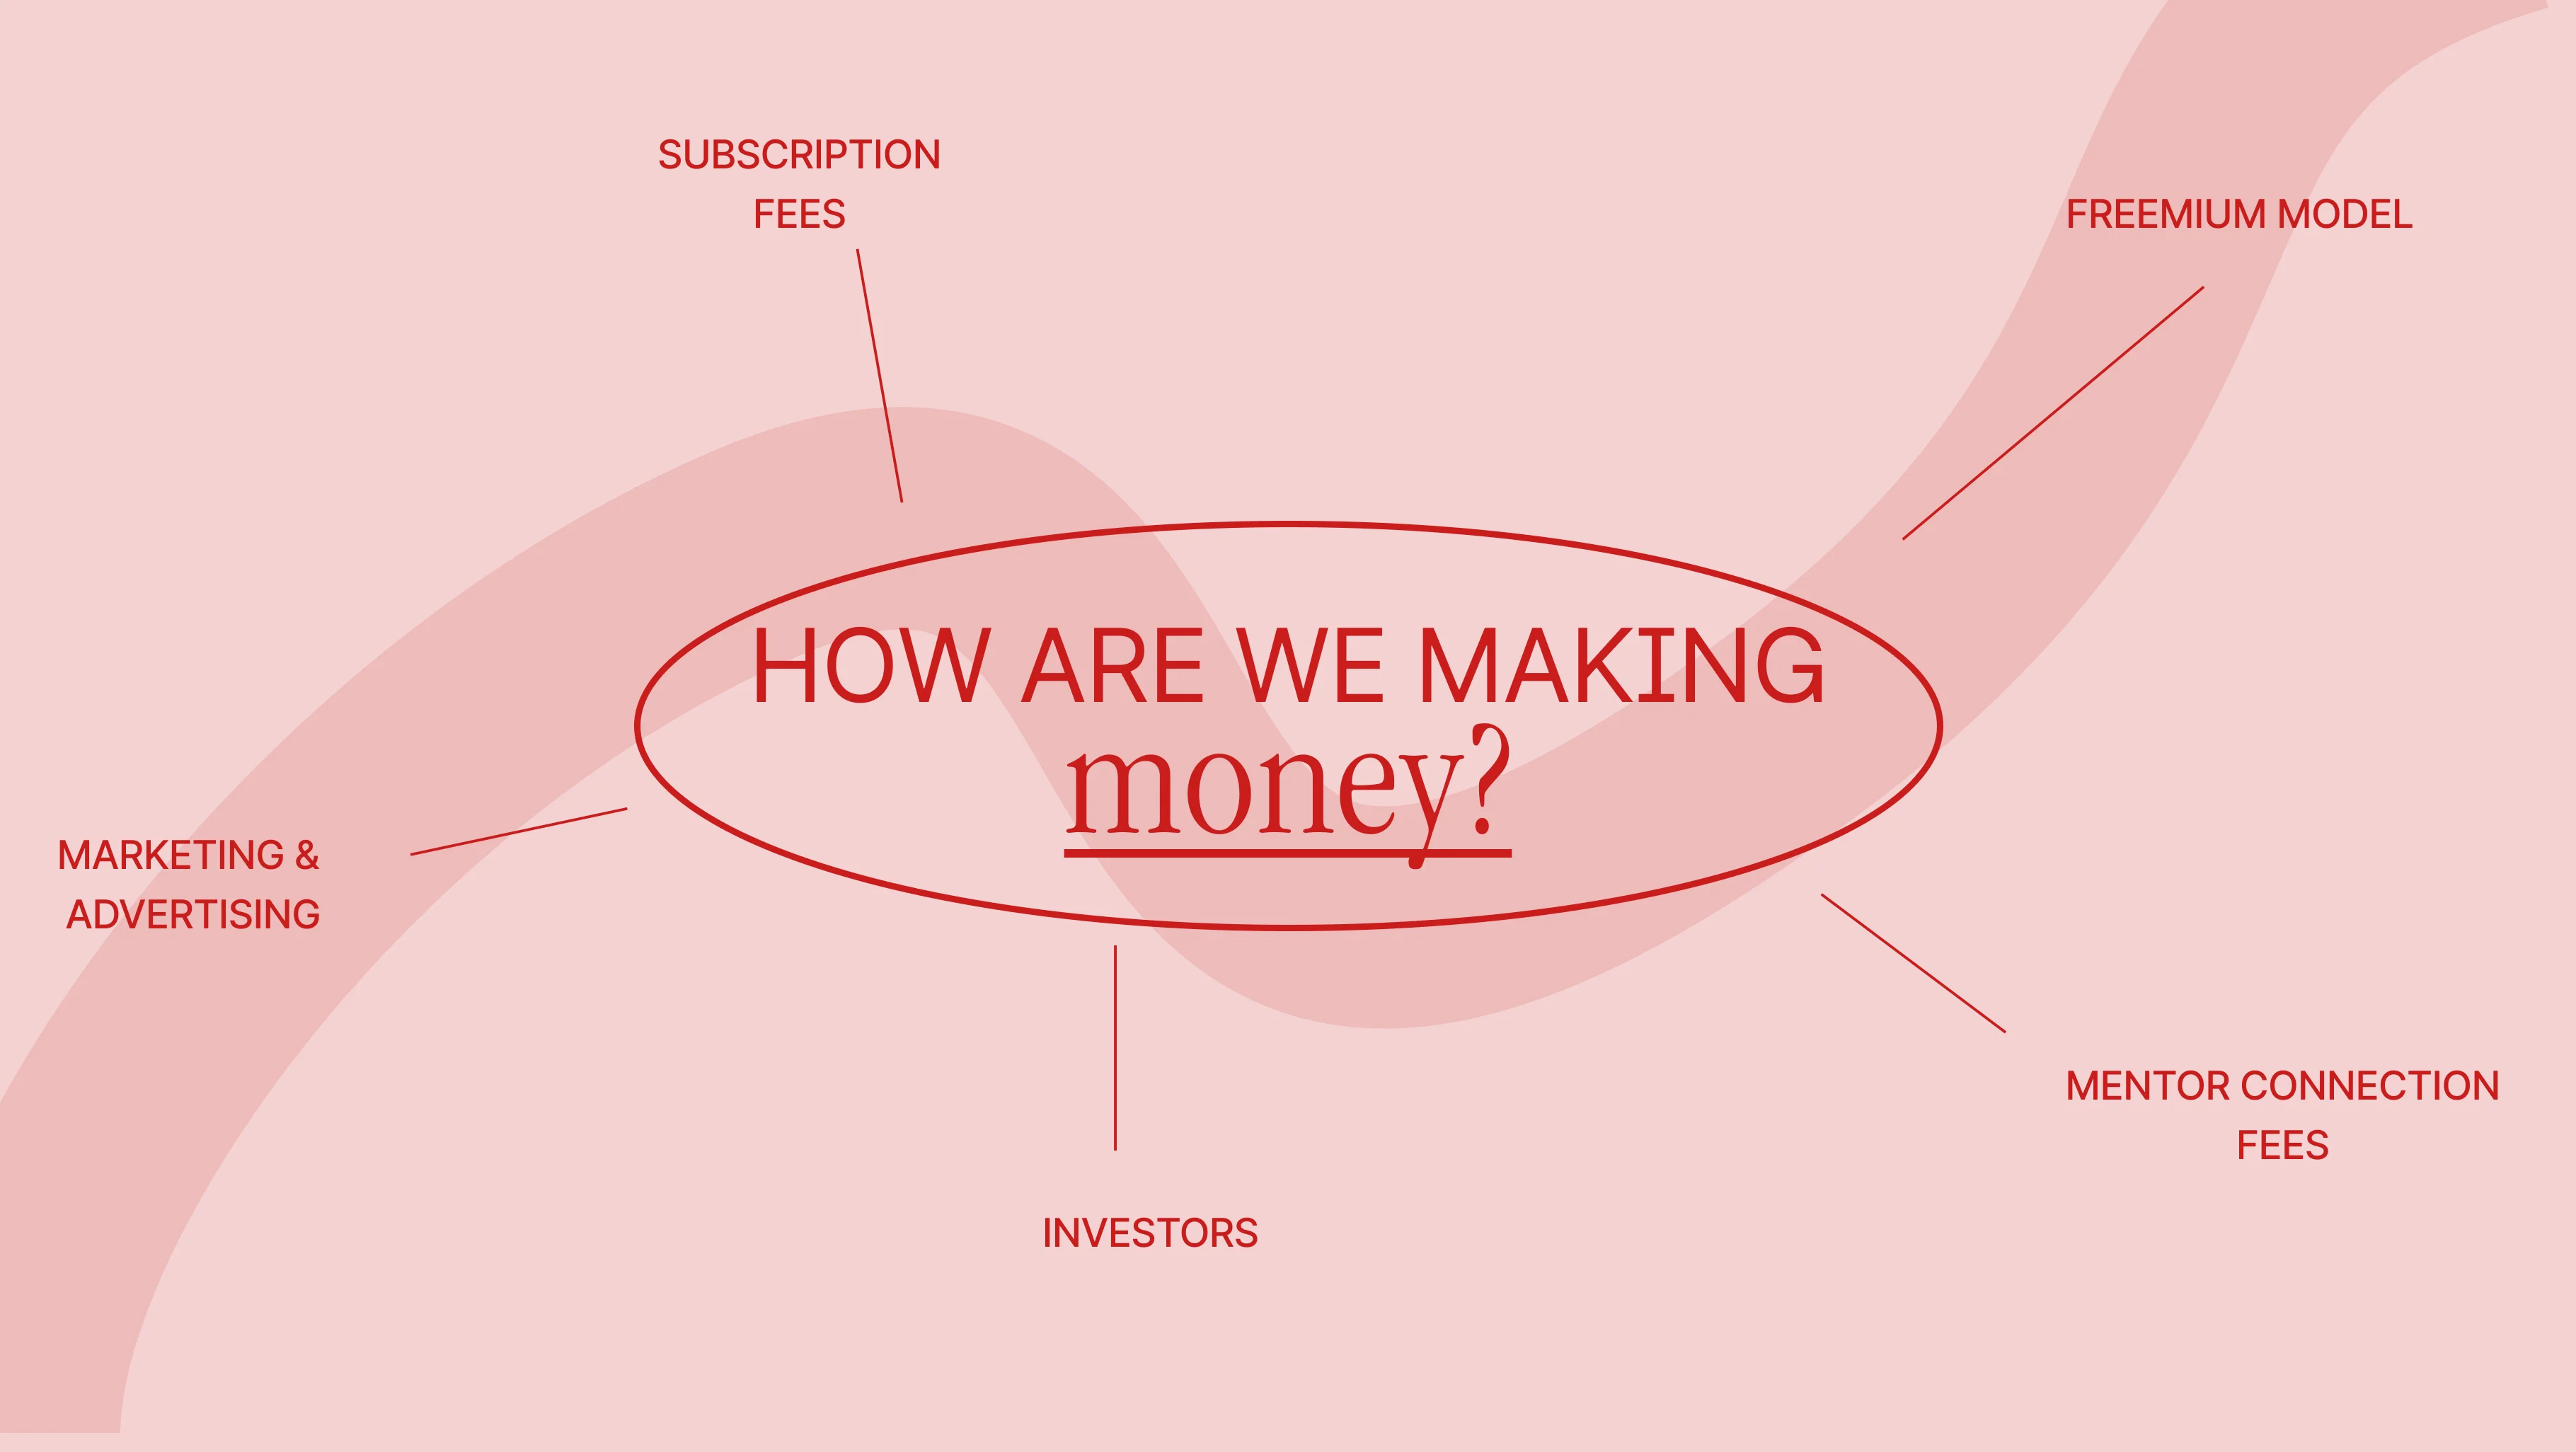 SUBSCRIPTION
FEES
FREEMIUM MODEL
HOW ARE WE MAKING
money?
MARKETING &
ADVERTISING
MENTOR CONNECTION
FEES
INVESTORS